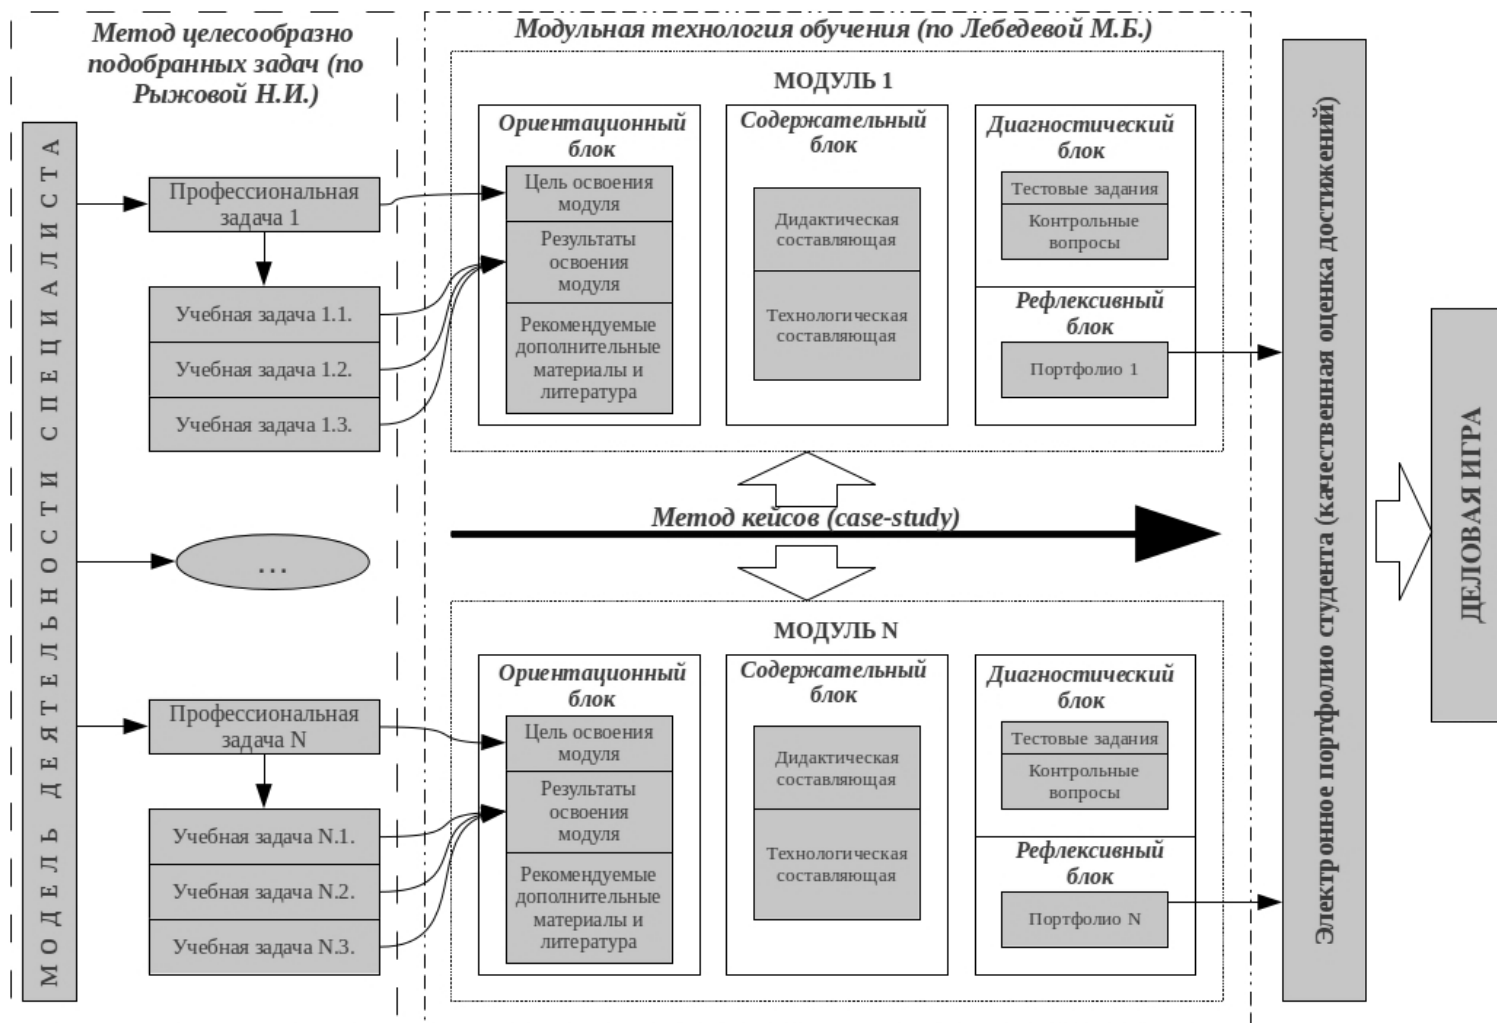 Метод целесообразно
подобранных задач (по
Рыжовой Н.И.)
МОДЕЛЬ ДЕЯТЕЛЬНОСТИ СПЕЦИАЛИСТА
Профессиональная
задача 1
Учебная задача 1.1.
Учебная задача 1.2.
Учебная задача 1.3.
...
Профессиональная
задача N
Учебная задача N.1.
Учебная задача N.2.
Учебная задача N.3.
Модульная технология обучения (по Лебедевой М.Б.)
МОДУЛЬ 1
Ориентационный
блок
Цель освоения
модуля
Результаты
освоения
модуля
Рекомендуемые
дополнительные
материалы и
литература
Содержательный
блок
Дидактическая
составляющая
Технологическая
составляющая
Диагностический
блок
Тестовые задания
Контрольные
вопросы
Рефлексивный
блок
Портфолио 1
Метод кейсов (case-study)
МОДУЛЬ N
Ориентационный
блок
Цель освоения
модуля
Результаты
освоения
модуля
Рекомендуемые
дополнительные
материалы и
литература
Содержательный
блок
Дидактическая
составляющая
Технологическая
составляющая
Диагностический
блок
Тестовые задания
Контрольные
вопросы
Рефлексивный
блок
Портфолио N
Электронное портфолио студента (качественная оценка достижений)
ДЕЛОВАЯ ИГРА